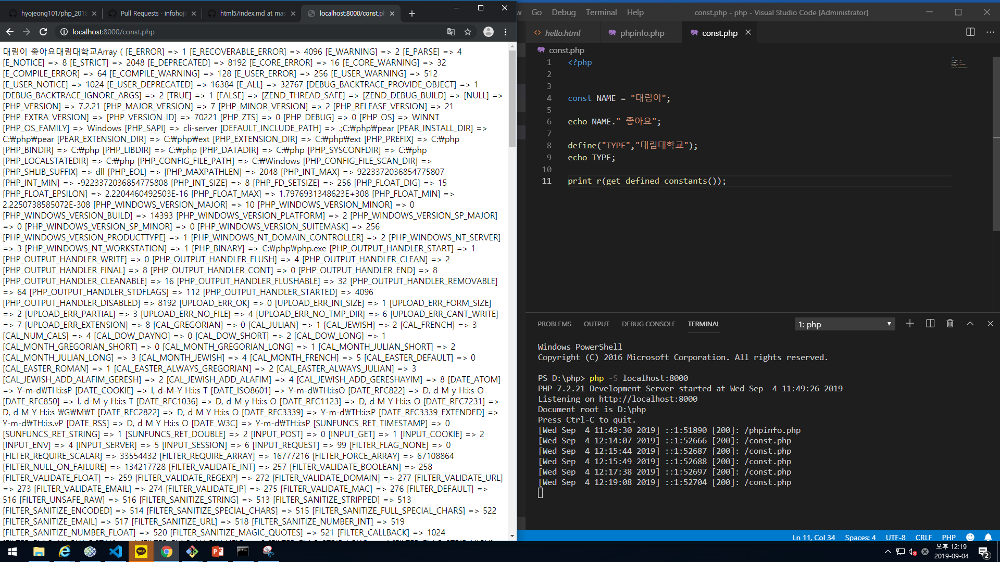 hyojeong101/php_2018
Pull Requests · infohoji
html5/index.md at mas
localhost:8000/const.ph
localhost:8000/const.php
대림이 좋아요대림대학교Array ( [E_ERROR] => 1 [E_RECOVERABLE_ERROR] => 4096 [E_WARNING] => 2 [E_PARSE] => 4
[E_NOTICE] => 8 [E_STRICT] => 2048 [E_DEPRECATED] => 8192 [E_CORE_ERROR] => 16 [E_CORE_WARNING] => 32
[E_COMPILE_ERROR] => 64 [E_COMPILE_WARNING] => 128 [E_USER_ERROR] => 256 [E_USER_WARNING] => 512
[E_USER_NOTICE] => 1024 [E_USER_DEPRECATED] => 16384 [E_ALL] => 32767 [DEBUG_BACKTRACE_PROVIDE_OBJECT] => 1
[DEBUG_BACKTRACE_IGNORE_ARGS] => 2 [TRUE] => 1 [FALSE] => [ZEND_THREAD_SAFE] => [ZEND_DEBUG_BUILD] => [NULL] =>
[PHP_VERSION] => 7.2.21 [PHP_MAJOR_VERSION] => 7 [PHP_MINOR_VERSION] => 2 [PHP_RELEASE_VERSION] => 21
[PHP_EXTRA_VERSION] => [PHP_VERSION_ID] => 70221 [PHP_ZTS] => 0 [PHP_DEBUG] => 0 [PHP_OS] => WINNT
[PHP_OS_FAMILY] => Windows [PHP_SAPI] => cli-server [DEFAULT_INCLUDE_PATH] => .;C:₩php₩pear [PEAR_INSTALL_DIR] =>
C:₩php₩pear [PEAR_EXTENSION_DIR] => C:₩php₩ext [PHP_EXTENSION_DIR] => C:₩php₩ext [PHP_PREFIX] => C:₩php
[PHP_BINDIR] => C:₩php [PHP_LIBDIR] => C:₩php [PHP_DATADIR] => C:₩php [PHP_SYSCONFDIR] => C:₩php
[PHP_LOCALSTATEDIR] => C:₩php [PHP_CONFIG_FILE_PATH] => C:₩Windows [PHP_CONFIG_FILE_SCAN_DIR] =>
[PHP_SHLIB_SUFFIX] => dll [PHP_EOL] => [PHP_MAXPATHLEN] => 2048 [PHP_INT_MAX] => 9223372036854775807
[PHP_INT_MIN] => -9223372036854775808 [PHP_INT_SIZE] => 8 [PHP_FD_SETSIZE] => 256 [PHP_FLOAT_DIG] => 15
[PHP_FLOAT_EPSILON] => 2.2204460492503E-16 [PHP_FLOAT_MAX] => 1.7976931348623E+308 [PHP_FLOAT_MIN] =>
2.2250738585072E-308 [PHP_WINDOWS_VERSION_MAJOR] => 10 [PHP_WINDOWS_VERSION_MINOR] => 0
[PHP_WINDOWS_VERSION_BUILD] => 14393 [PHP_WINDOWS_VERSION_PLATFORM] => 2 [PHP_WINDOWS_VERSION_SP_MAJOR]
=> 0 [PHP_WINDOWS_VERSION_SP_MINOR] => 0 [PHP_WINDOWS_VERSION_SUITEMASK] => 256
[PHP_WINDOWS_VERSION_PRODUCTTYPE] => 1 [PHP_WINDOWS_NT_DOMAIN_CONTROLLER] => 2 [PHP_WINDOWS_NT_SERVER]
=> 3 [PHP_WINDOWS_NT_WORKSTATION] => 1 [PHP_BINARY] => C:₩php₩php.exe [PHP_OUTPUT_HANDLER_START] => 1
[PHP_OUTPUT_HANDLER_WRITE] => 0 [PHP_OUTPUT_HANDLER_FLUSH] => 4 [PHP_OUTPUT_HANDLER_CLEAN] => 2
[PHP_OUTPUT_HANDLER_FINAL] => 8 [PHP_OUTPUT_HANDLER_CONT] => 0 [PHP_OUTPUT_HANDLER_END] => 8
[PHP_OUTPUT_HANDLER_CLEANABLE] => 16 [PHP_OUTPUT_HANDLER_FLUSHABLE] => 32 [PHP_OUTPUT_HANDLER_REMOVABLE]
=> 64 [PHP_OUTPUT_HANDLER_STDFLAGS] => 112 [PHP_OUTPUT_HANDLER_STARTED] => 4096
[PHP_OUTPUT_HANDLER_DISABLED] => 8192 [UPLOAD_ERR_OK] => 0 [UPLOAD_ERR_INI_SIZE] => 1 [UPLOAD_ERR_FORM_SIZE]
=> 2 [UPLOAD_ERR_PARTIAL] => 3 [UPLOAD_ERR_NO_FILE] => 4 [UPLOAD_ERR_NO_TMP_DIR] => 6 [UPLOAD_ERR_CANT_WRITE]
=> 7 [UPLOAD_ERR_EXTENSION] => 8 [CAL_GREGORIAN] => 0 [CAL_JULIAN] => 1 [CAL_JEWISH] => 2 [CAL_FRENCH] => 3
[CAL_NUM_CALS] => 4 [CAL_DOW_DAYNO] => 0 [CAL_DOW_SHORT] => 2 [CAL_DOW_LONG] => 1
[CAL_MONTH_GREGORIAN_SHORT] => 0 [CAL_MONTH_GREGORIAN_LONG] => 1 [CAL_MONTH_JULIAN_SHORT] => 2
[CAL_MONTH_JULIAN_LONG] => 3 [CAL_MONTH_JEWISH] => 4 [CAL_MONTH_FRENCH] => 5 [CAL_EASTER_DEFAULT] => 0
[CAL_EASTER_ROMAN] => 1 [CAL_EASTER_ALWAYS_GREGORIAN] => 2 [CAL_EASTER_ALWAYS_JULIAN] => 3
[CAL_JEWISH_ADD_ALAFIM_GERESH] => 2 [CAL_JEWISH_ADD_ALAFIM] => 4 [CAL_JEWISH_ADD_GERESHAYIM] => 8 [DATE_ATOM]
=> Y-m-d₩TH:i:sP [DATE_COOKIE] => l, d-M-Y H:i:s T [DATE_ISO8601] => Y-m-d₩TH:i:sO [DATE_RFC822] => D, d M y H:i:s O
[DATE_RFC850] => l, d-M-y H:i:s T [DATE_RFC1036] => D, d M y H:i:s O [DATE_RFC1123] => D, d M Y H:i:s O [DATE_RFC7231] =>
D, d M Y H:i:s ₩G₩M₩T [DATE_RFC2822] => D, d M Y H:i:s O [DATE_RFC3339] => Y-m-d₩TH:i:sP [DATE_RFC3339_EXTENDED] =>
Y-m-d₩TH:i:s.vP [DATE_RSS] => D, d M Y H:i:s O [DATE_W3C] => Y-m-d₩TH:i:sP [SUNFUNCS_RET_TIMESTAMP] => 0
[SUNFUNCS_RET_STRING] => 1 [SUNFUNCS_RET_DOUBLE] => 2 [INPUT_POST] => 0 [INPUT_GET] => 1 [INPUT_COOKIE] => 2
[INPUT_ENV] => 4 [INPUT_SERVER] => 5 [INPUT_SESSION] => 6 [INPUT_REQUEST] => 99 [FILTER_FLAG_NONE] => 0
[FILTER_REQUIRE_SCALAR] => 33554432 [FILTER_REQUIRE_ARRAY] => 16777216 [FILTER_FORCE_ARRAY] => 67108864
[FILTER_NULL_ON_FAILURE] => 134217728 [FILTER_VALIDATE_INT] => 257 [FILTER_VALIDATE_BOOLEAN] => 258
[FILTER_VALIDATE_FLOAT] => 259 [FILTER_VALIDATE_REGEXP] => 272 [FILTER_VALIDATE_DOMAIN] => 277 [FILTER_VALIDATE_URL]
=> 273 [FILTER_VALIDATE_EMAIL] => 274 [FILTER_VALIDATE_IP] => 275 [FILTER_VALIDATE_MAC] => 276 [FILTER_DEFAULT] =>
516 [FILTER_UNSAFE_RAW] => 516 [FILTER_SANITIZE_STRING] => 513 [FILTER_SANITIZE_STRIPPED] => 513
[FILTER_SANITIZE_ENCODED] => 514 [FILTER_SANITIZE_SPECIAL_CHARS] => 515 [FILTER_SANITIZE_FULL_SPECIAL_CHARS] => 522
[FILTER_SANITIZE_EMAIL] => 517 [FILTER_SANITIZE_URL] => 518 [FILTER_SANITIZE_NUMBER_INT] => 519
[FILTER_SANITIZE_NUMBER_FLOAT] => 520 [FILTER_SANITIZE_MAGIC_QUOTES] => 521 [FILTER_CALLBACK] => 1024
w Go Debug Terminal Help
const.php - php - Visual Studio Code [Administrator]
hello.html
phpinfo.php
const.php
const.php
1 <?php
2
3
4 const NAME = "대림이";
5
6 echo NAME." 좋아요";
7
8 define("TYPE","대림대학교");
9 echo TYPE;
10
11 print_r(get_defined_constants());
PROBLEMS OUTPUT DEBUG CONSOLE TERMINAL
1: php
Windows PowerShell
Copyright (C) 2016 Microsoft Corporation. All rights reserved.
PS D:\php> php -S localhost:8000
PHP 7.2.21 Development Server started at Wed Sep  4 11:49:26 2019
Listening on http://localhost:8000
Document root is D:\php
Press Ctrl-C to quit.
[Wed Sep  4 11:49:30 2019] ::1:51890 [200]: /phpinfo.php
[Wed Sep  4 12:14:07 2019] ::1:52666 [200]: /const.php
[Wed Sep  4 12:15:44 2019] ::1:52687 [200]: /const.php
[Wed Sep  4 12:15:49 2019] ::1:52688 [200]: /const.php
[Wed Sep  4 12:17:38 2019] ::1:52697 [200]: /const.php
[Wed Sep  4 12:19:08 2019] ::1:52704 [200]: /const.php
Ln 11, Col 34 Spaces: 4 UTF-8 CRLF PHP
TALK
오후 12:19
2019-09-04
2